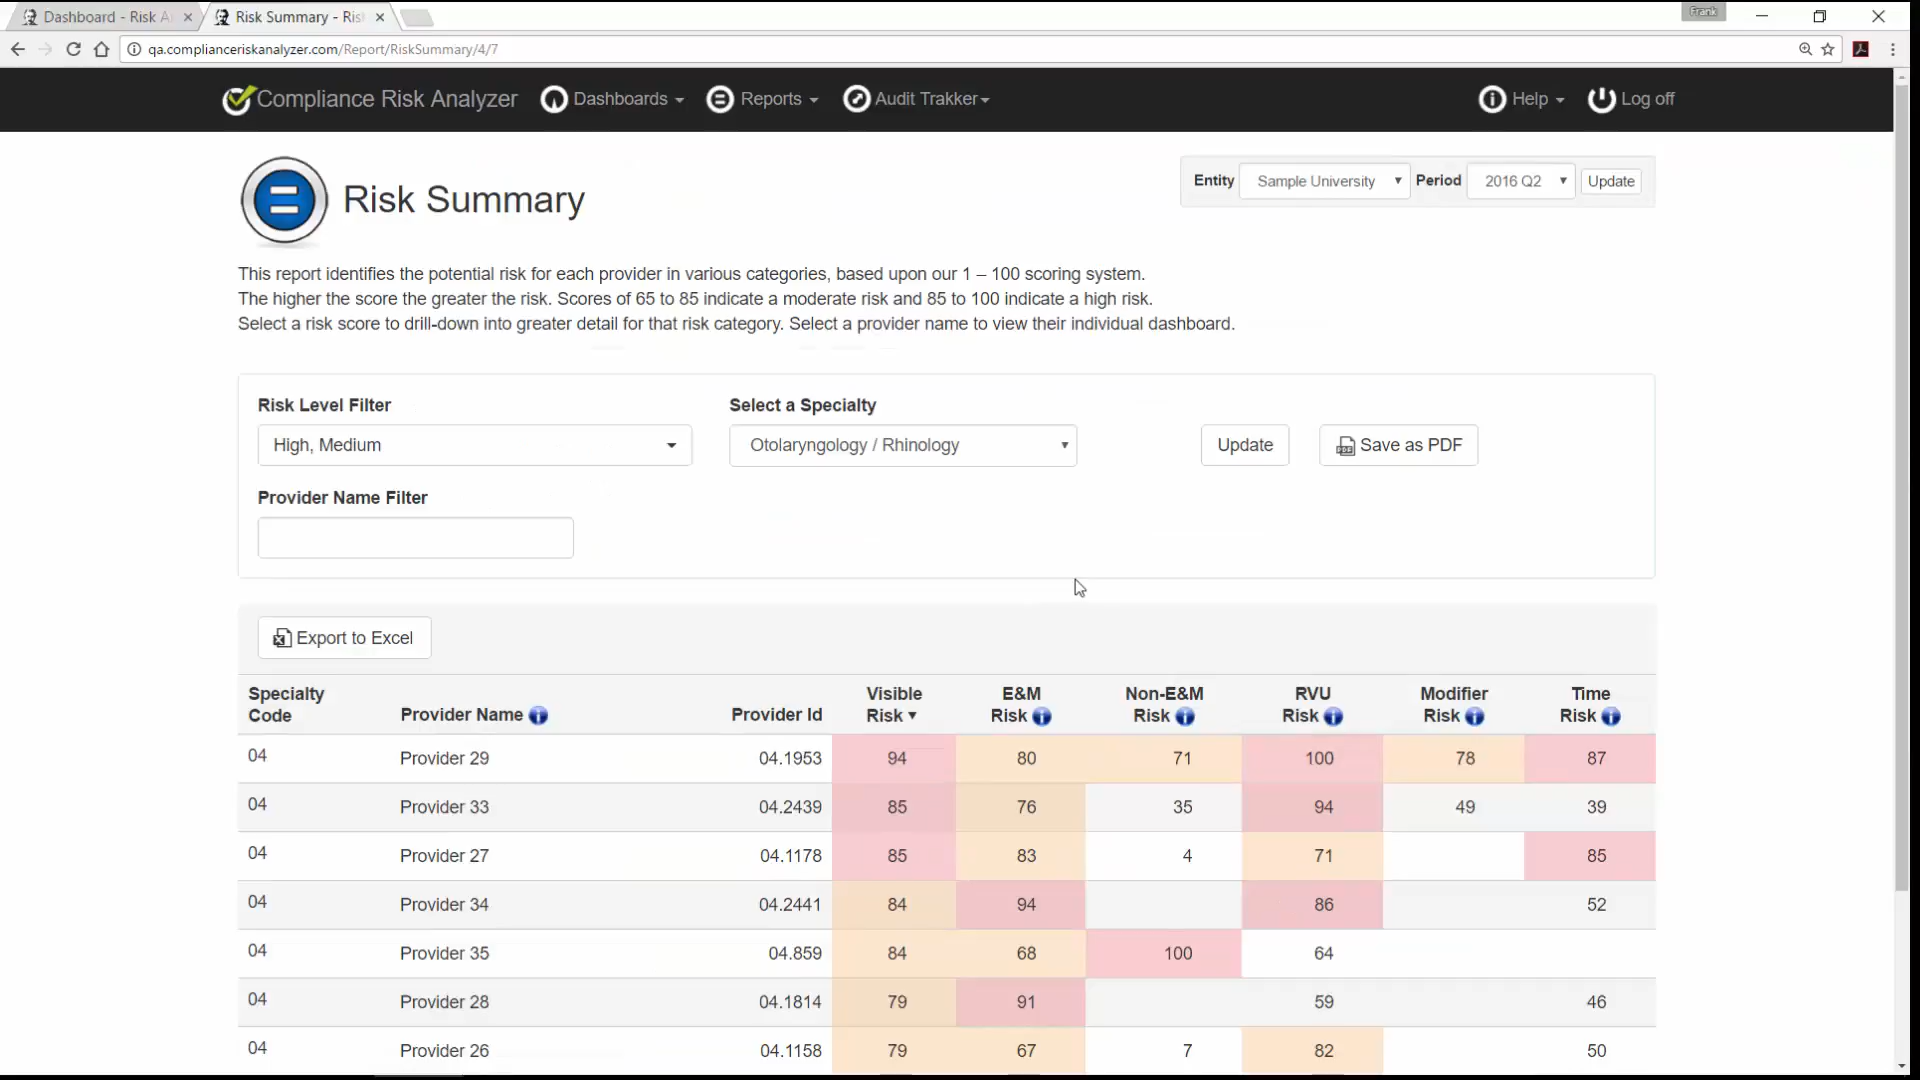 Dashboard - Risk A
Risk Summary - Ris
Frank
qa.complianceriskanalyzer.com/Report/RiskSummary/4/7
Compliance Risk Analyzer
Dashboards
Reports
Audit Trakker
Help
Log off
Risk Summary
Entity Sample University Period 2016 Q2 Update
This report identifies the potential risk for each provider in various categories, based upon our 1 – 100 scoring system.
The higher the score the greater the risk. Scores of 65 to 85 indicate a moderate risk and 85 to 100 indicate a high risk.
Select a risk score to drill-down into greater detail for that risk category. Select a provider name to view their individual dashboard.
Risk Level Filter
Select a Specialty
High, Medium
Otolaryngology / Rhinology
Update
Save as PDF
Provider Name Filter
Export to Excel
Specialty Code Provider Name Provider Id Visible Risk E&M Risk Non-E&M Risk RVU Risk Modifier Risk Time Risk
04 Provider 29 04.1953 94 80 71 100 78 87
04 Provider 33 04.2439 85 76 35 94 49 39
04 Provider 27 04.1178 85 83 4 71 85
04 Provider 34 04.2441 84 94 86 52
04 Provider 35 04.859 84 68 100 64
04 Provider 28 04.1814 79 91 59 46
04 Provider 26 04.1158 79 67 7 82 50